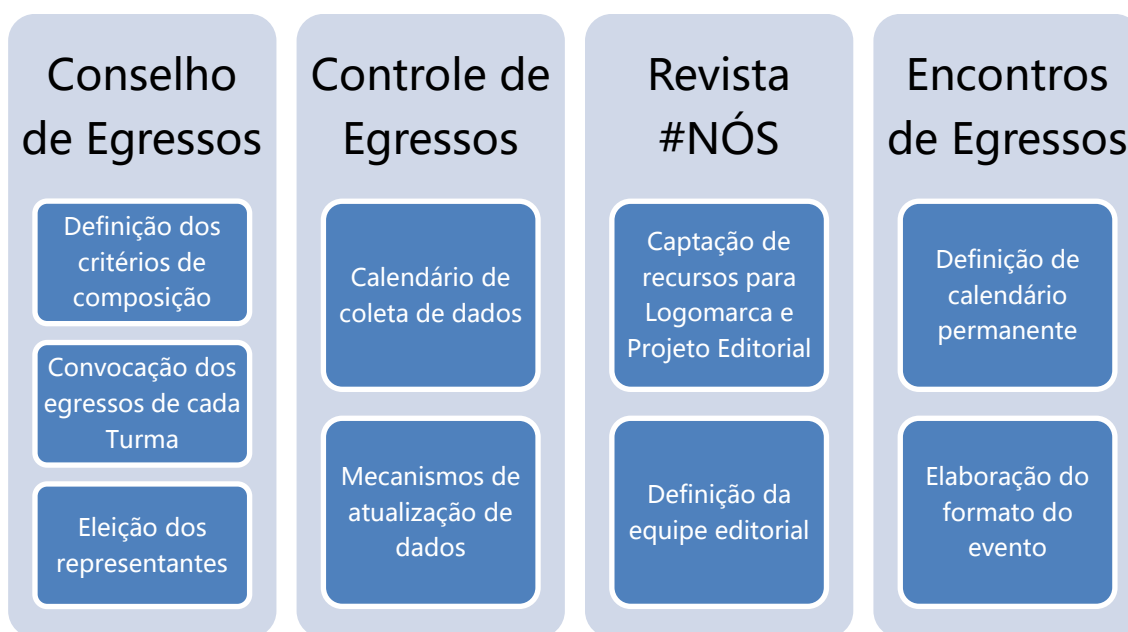 Conselho
de Egressos
Definição dos
critérios de
composição
Convocação dos
egressos de cada
Turma
Eleição dos
representantes
Controle de
Egressos
Calendário de
coleta de dados
Mecanismos de
atualização de
dados
Revista
#NÓS
Captação de
recursos para
Logomarca e
Projeto Editorial
Definição da
equipe editorial
Encontros
de Egressos
Definição de
calendário
permanente
Elaboração do
formato do
evento